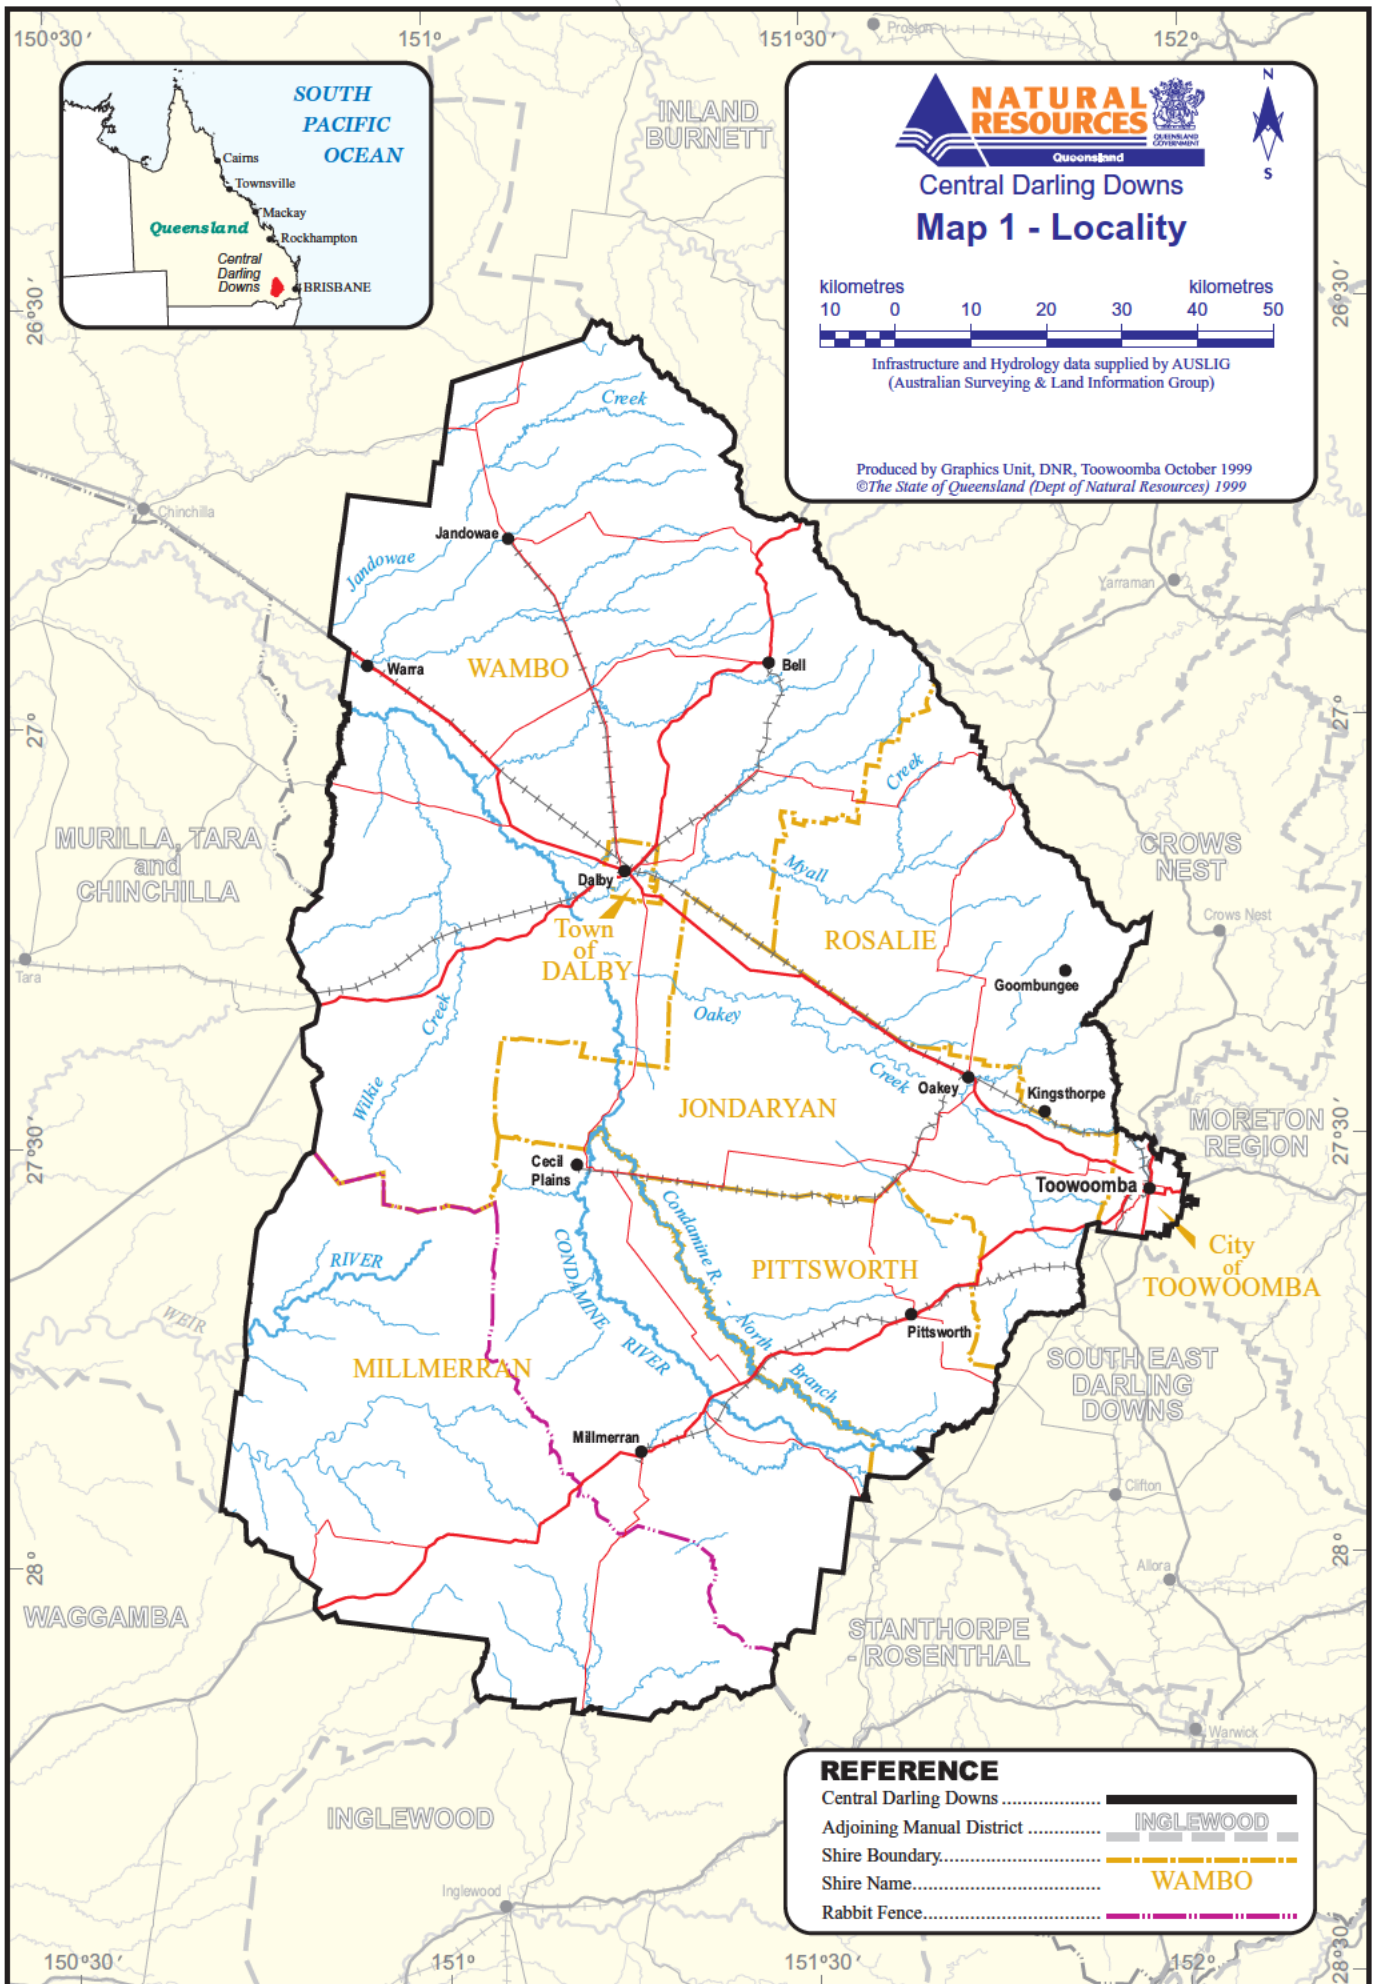 150°30′
151°
151°30′
152°
Proston
SOUTH
PACIFIC
OCEAN
Cairns
Townsville
Mackay
Queensland
Rockhampton
Central
Darling
Downs
BRISBANE
INLAND
BURNETT
NATURAL
RESOURCES
QUEENSLAND
GOVERNMENT
Queensland
N
S
Central Darling Downs
Map 1 - Locality
kilometres
kilometres
10 0 10 20 30 40 50
Infrastructure and Hydrology data supplied by AUSLIG
(Australian Surveying & Land Information Group)
Produced by Graphics Unit, DNR, Toowoomba October 1999
©The State of Queensland (Dept of Natural Resources) 1999
26°30′
26°30′
Creek
Chinchilla
Jandowae
Jandowae
Yarraman
Warra
WAMBO
Bell
27°
27°
Creek
MURILLA, TARA
and
CHINCHILLA
CROWS
NEST
Myall
Dalby
Crows Nest
Town
of
DALBY
ROSALIE
Tara
Goombungee
Creek
Oakey
Creek
Oakey
Kingsthorpe
Wilkie
JONDARYAN
MORETON
REGION
27°30′
27°30′
Cecil
Plains
Toowoomba
Condamine R. - North Branch
CONDAMINE RIVER
City
of
TOOWOOMBA
RIVER
WEIR
PITTSWORTH
Pittsworth
MILLMERRAN
SOUTH EAST
DARLING
DOWNS
Millmerran
Clifton
28°
28°
Allora
WAGGAMBA
STANTHORPE
- ROSENTHAL
Warwick
INGLEWOOD
Inglewood
REFERENCE
Central Darling Downs ....................
Adjoining Manual District ............. INGLEWOOD
Shire Boundary............................
Shire Name.................................. WAMBO
Rabbit Fence...............................
28°30′
150°30′
151°
151°30′
152°